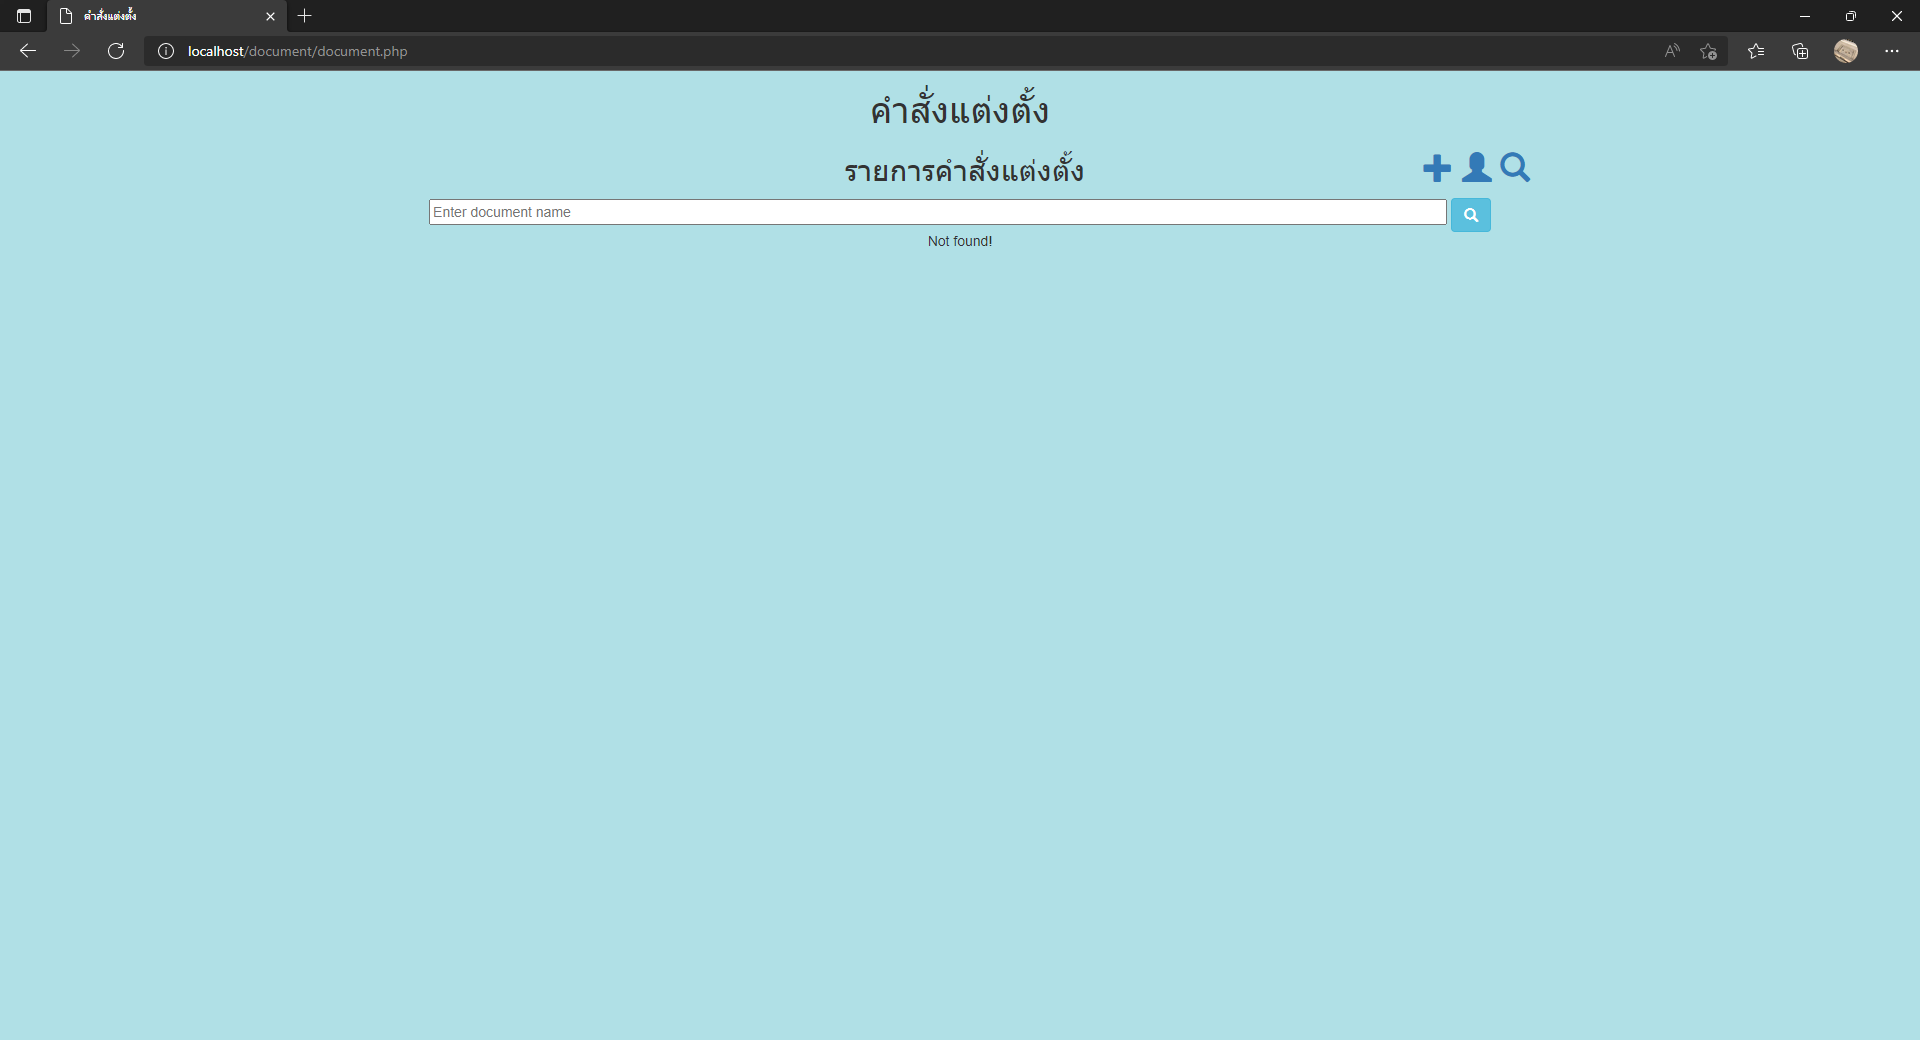 คำสั่งแต่งตั้ง
localhost/document/document.php
คำสั่งแต่งตั้ง
รายการคำสั่งแต่งตั้ง
Enter document name
Not found!